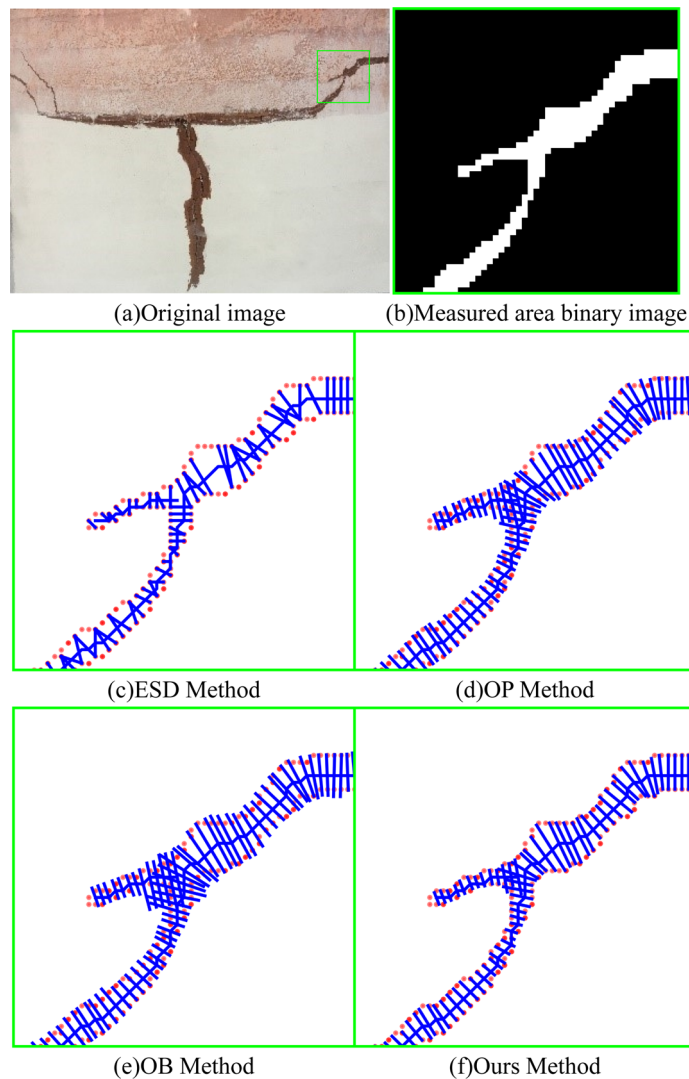 (a)Original image
(b)Measured area binary image
(c)ESD Method
(d)OP Method
(e)OB Method
(f)Ours Method